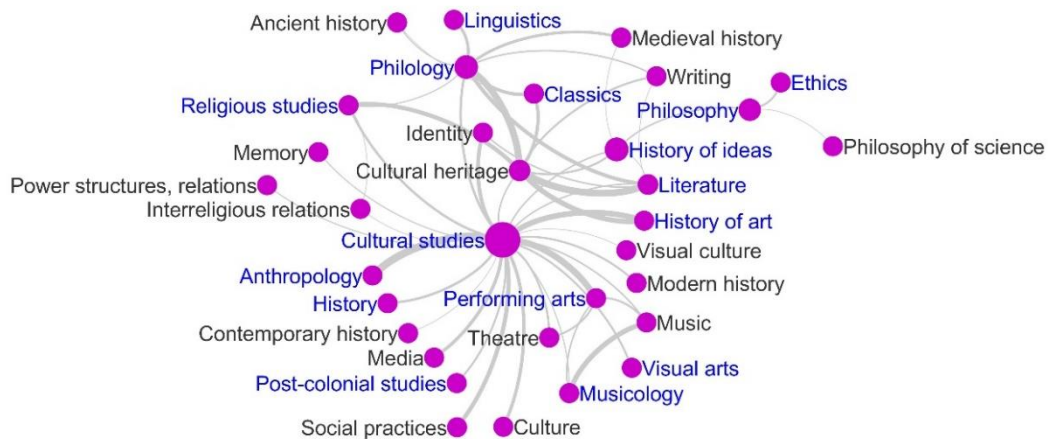 Ancient history
Linguistics
Medieval history
Philology
Writing
Ethics
Classics
Philosophy
Religious studies
Identity
Philosophy of science
Memory
History of ideas
Cultural heritage
Power structures, relations
Literature
Interreligious relations
History of art
Cultural studies
Visual culture
Anthropology
Modern history
History
Performing arts
Contemporary history
Theatre
Music
Media
Visual arts
Post-colonial studies
Musicology
Social practices
Culture